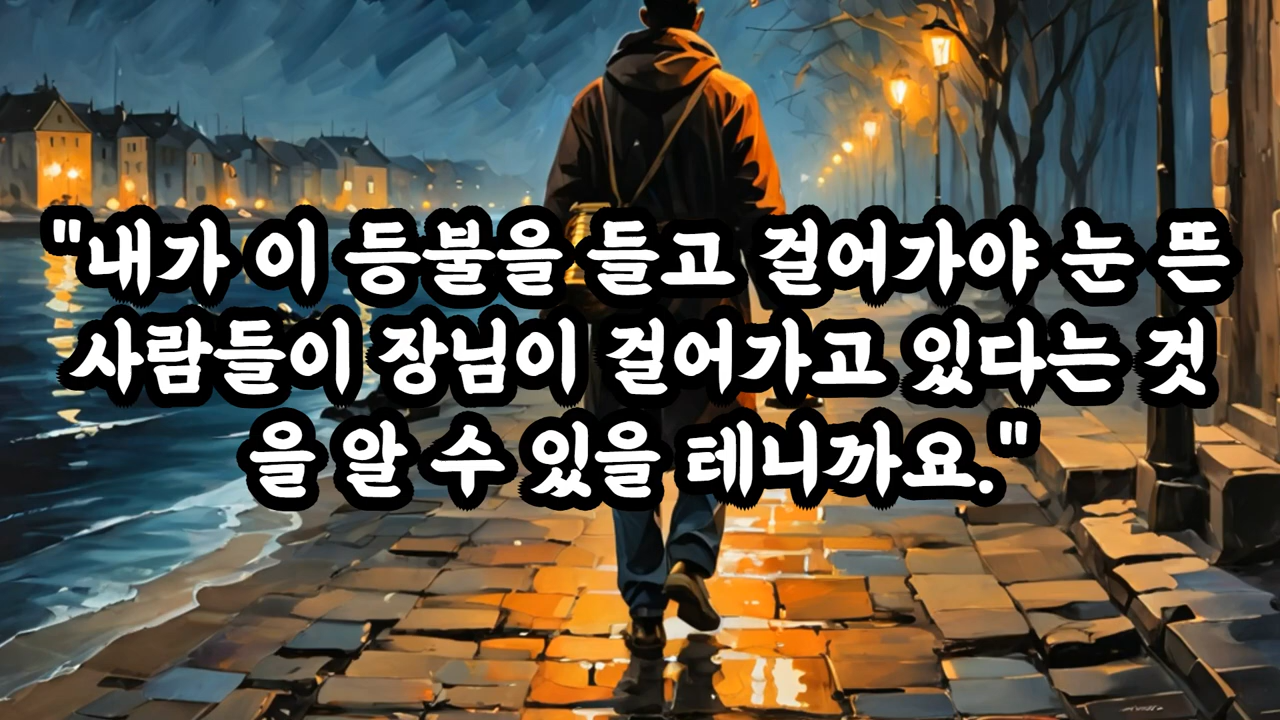 "내가 이 등불을 들고 걸어가야 눈 뜬
사람들이 장님이 걸어가고 있다는 것
을 알 수 있을 테니까요."